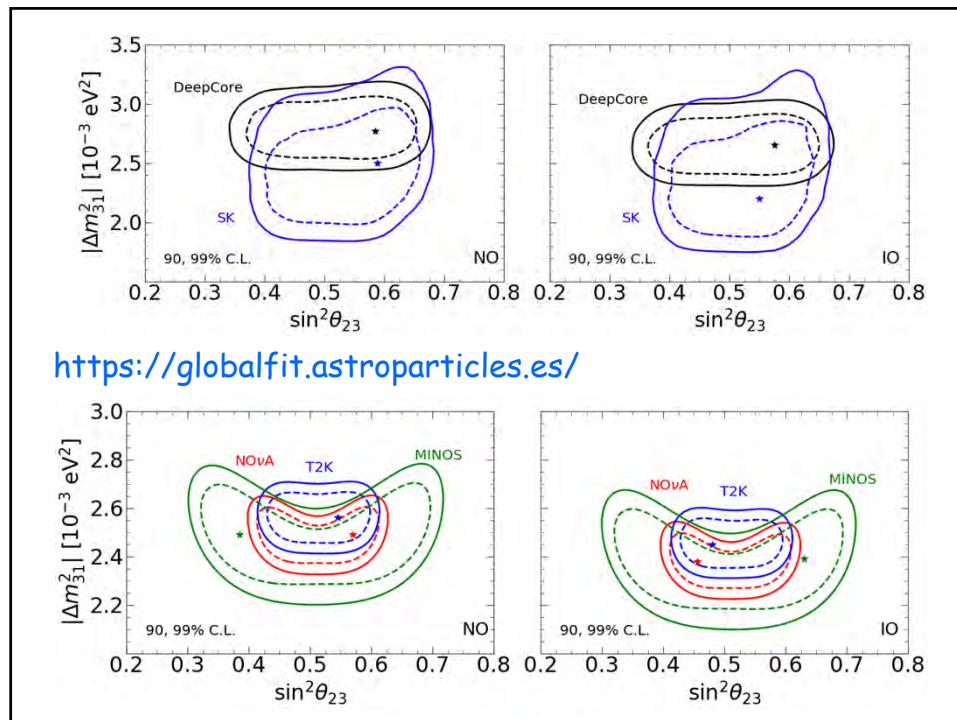 3.5
3.0
2.5
2.0
|Δm²₃₁| [10⁻³ eV²]
DeepCore
SK
90, 99% C.L.
NO
0.2 0.3 0.4 0.5 0.6 0.7 0.8
sin²θ₂₃
DeepCore
SK
90, 99% C.L.
IO
0.2 0.3 0.4 0.5 0.6 0.7 0.8
sin²θ₂₃
https://globalfit.astroparticles.es/
3.0
2.8
2.6
2.4
2.2
|Δm²₃₁| [10⁻³ eV²]
NOνA
T2K
MINOS
90, 99% C.L.
NO
0.2 0.3 0.4 0.5 0.6 0.7 0.8
sin²θ₂₃
NOνA
T2K
MINOS
90, 99% C.L.
IO
0.2 0.3 0.4 0.5 0.6 0.7 0.8
sin²θ₂₃